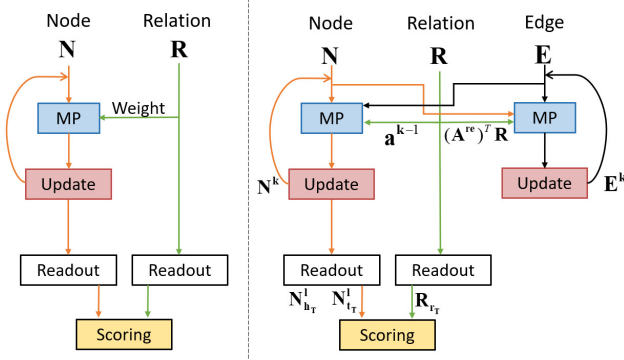 Node Relation
N R
MP
Weight
Update
Readout Readout
Scoring
Node Relation Edge
N R E
MP MP
a^{k-1} (A^{re})^T R
N^k Update Update E^k
Readout Readout
N^l_{h_T} N^l_{t_T} R_{r_T}
Scoring